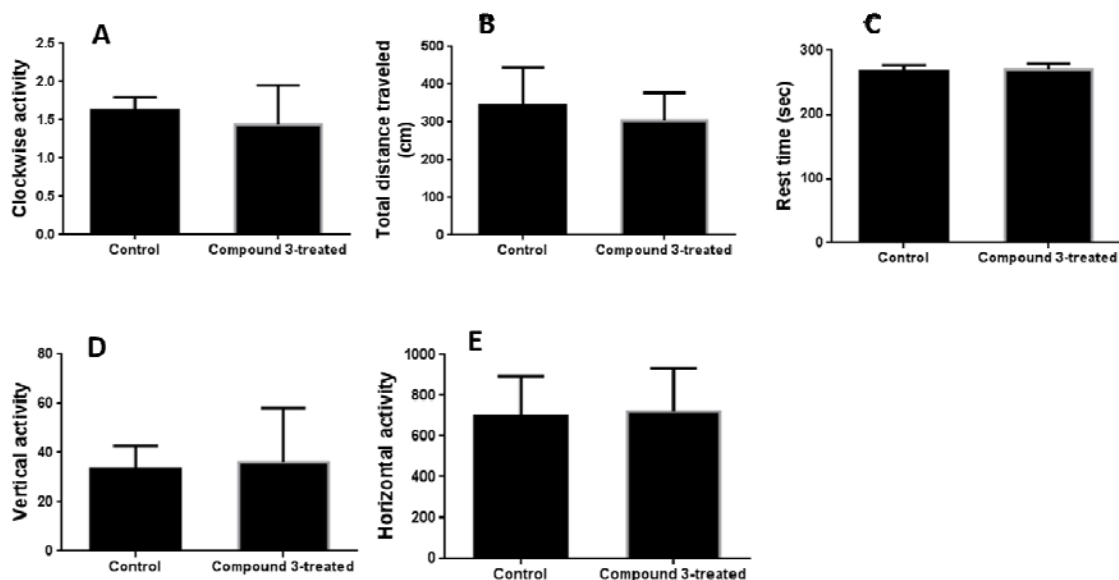 A
Clockwise activity
2.5
2.0
1.5
1.0
0.5
0.0
Control Compound 3-treated
B
Total distance traveled
(cm)
500
400
300
200
100
0
Control Compound 3-treated
C
Rest time (sec)
300
200
100
0
Control Compound 3-treated
D
Vertical activity
80
60
40
20
0
Control Compound 3-treated
E
Horizontal activity
1000
800
600
400
200
0
Control Compound 3-treated